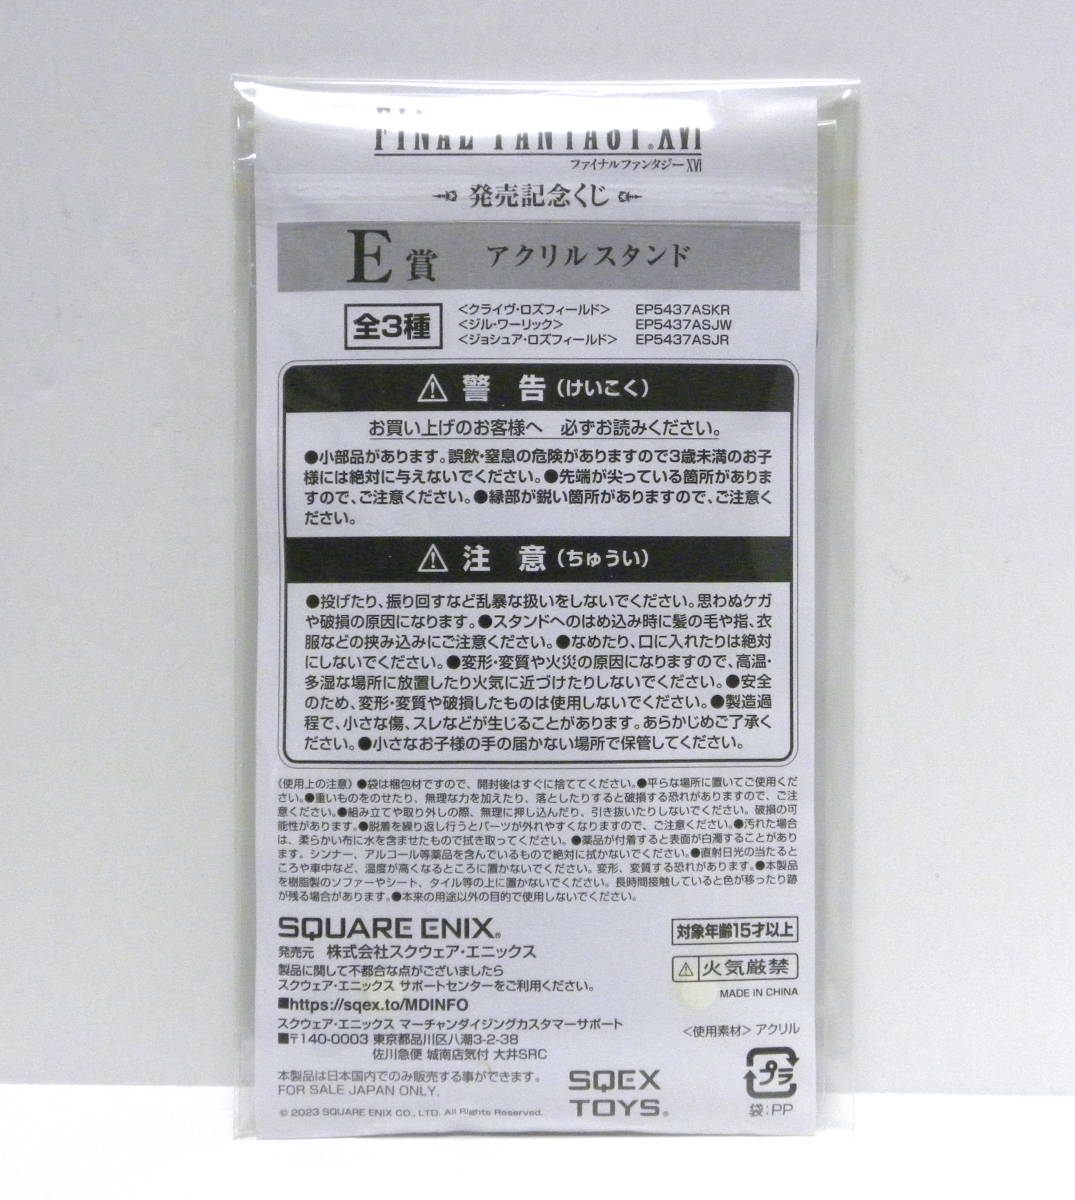 FINAL FANTASY XVI
ファイナルファンタジーXVI
発売記念くじ
E賞 アクリルスタンド
全3種
<クライヴ・ロズフィールド> EP5437ASKR
<ジル・ワーリック> EP5437ASJW
<ジョシュア・ロズフィールド> EP5437ASJR
⚠ 警 告 (けいこく)
お買い上げのお客様へ 必ずお読みください。
●小部品があります。誤飲・窒息の危険がありますので3歳未満のお子
様には絶対に与えないでください。●先端が尖っている箇所がありま
すので、ご注意ください。●縁部が鋭い箇所がありますので、ご注意く
ださい。
⚠ 注 意 (ちゅうい)
●投げたり、振り回すなど乱暴な扱いをしないでください。思わぬケガ
や破損の原因になります。●スタンドへのはめ込み時に髪の毛や指、衣
服などの挟み込みにご注意ください。●なめたり、口に入れたりは絶対
にしないでください。●変形・変質や火災の原因になりますので、高温・
多湿な場所に放置したり火気に近づけたりしないでください。●安全
のため、変形・変質や破損したものは使用しないでください。●製造過
程で、小さな傷、スレなどが生じることがあります。あらかじめご了承く
ださい。●小さなお子様の手の届かない場所で保管してください。
《使用上の注意》●袋は梱包材ですので、開封後はすぐに捨ててください。●平らな場所に置いてご使用くだ
さい。●重いものをのせたり、無理な力を加えたり、落としたりすると破損する恐れがありますので、ご注
意ください。●組み立てや取り外しの際、無理に押し込んだり、引き抜いたりしないでください。破損の可
能性があります。●脱着を繰り返し行うとパーツが外れやすくなりますので、ご注意ください。●汚れた場合
は、柔らかい布に水を含ませたもので拭き取ってください。●薬品が付着すると表面が白濁することがあり
ます。シンナー、アルコール等薬品を含んでいるもので絶対に拭かないでください。●直射日光の当たると
ころや車中など、温度が高くなるところに置かないでください。変形、変質する恐れがあります。●本製品
を樹脂製のソファーやシート、タイル等の上に置かないでください。長時間接触していると色が移ったり跡
が残る場合があります。●本来の用途以外の目的で使用しないでください。
SQUARE ENIX®
発売元 株式会社スクウェア・エニックス
製品に関して不都合な点がございましたら
スクウェア・エニックス サポートセンターをご利用ください。
■https://sqex.to/MDINFO
スクウェア・エニックス マーチャンダイジングカスタマーサポート
■〒140-0003 東京都品川区八潮3-2-38
佐川急便 城南店気付 大井SRC
本製品は日本国内でのみ販売する事ができます。
FOR SALE JAPAN ONLY.
© 2023 SQUARE ENIX CO., LTD. All Rights Reserved.
対象年齢15才以上
⚠ 火気厳禁
MADE IN CHINA
<使用素材> アクリル
SQEX
TOYS®
プラ
袋:PP